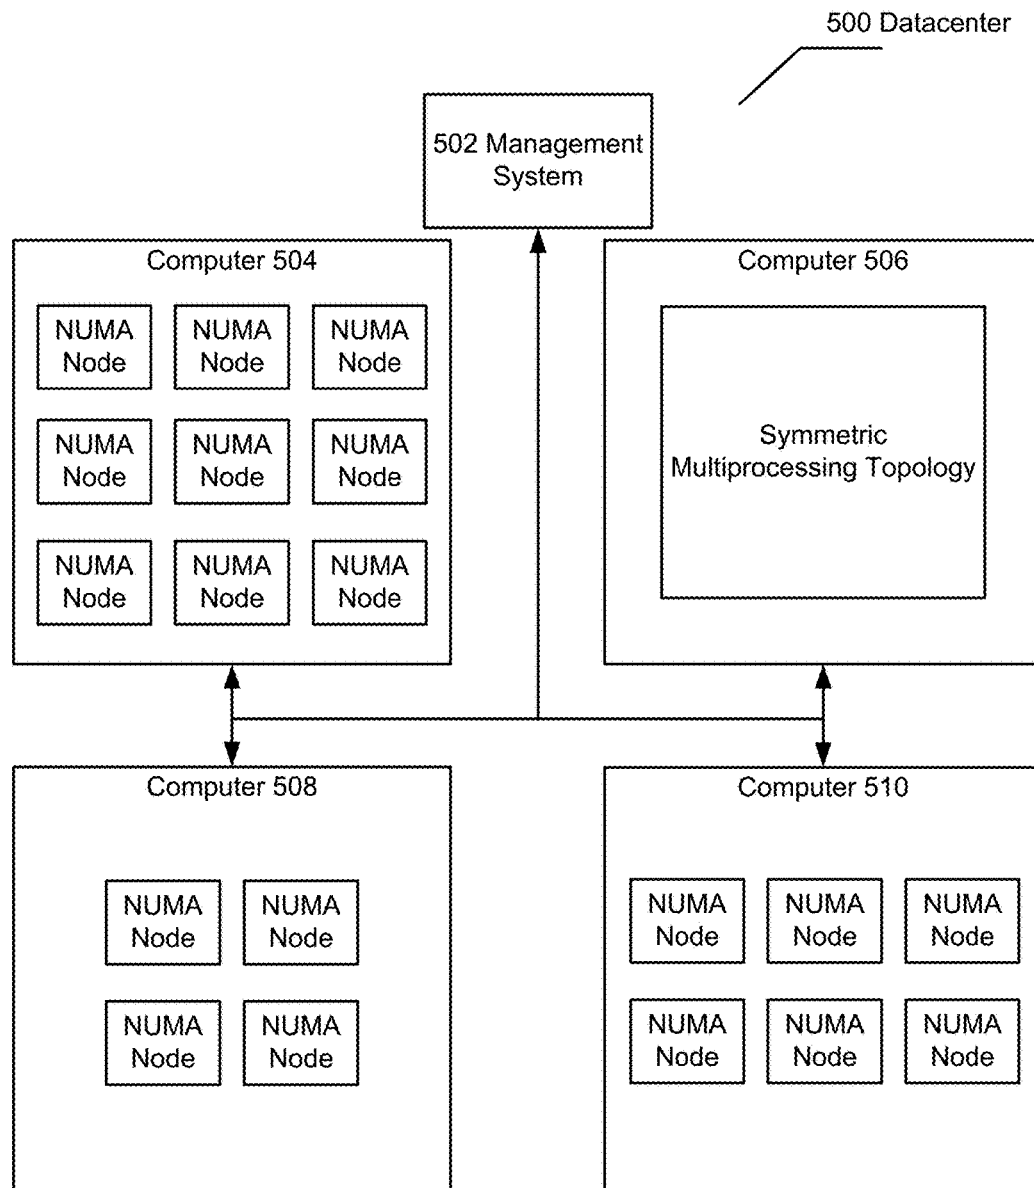 500 Datacenter
502 Management
System
Computer 504
NUMA
Node
NUMA
Node
NUMA
Node
NUMA
Node
NUMA
Node
NUMA
Node
NUMA
Node
NUMA
Node
NUMA
Node
Computer 506
Symmetric
Multiprocessing Topology
Computer 508
NUMA
Node
NUMA
Node
NUMA
Node
NUMA
Node
Computer 510
NUMA
Node
NUMA
Node
NUMA
Node
NUMA
Node
NUMA
Node
NUMA
Node